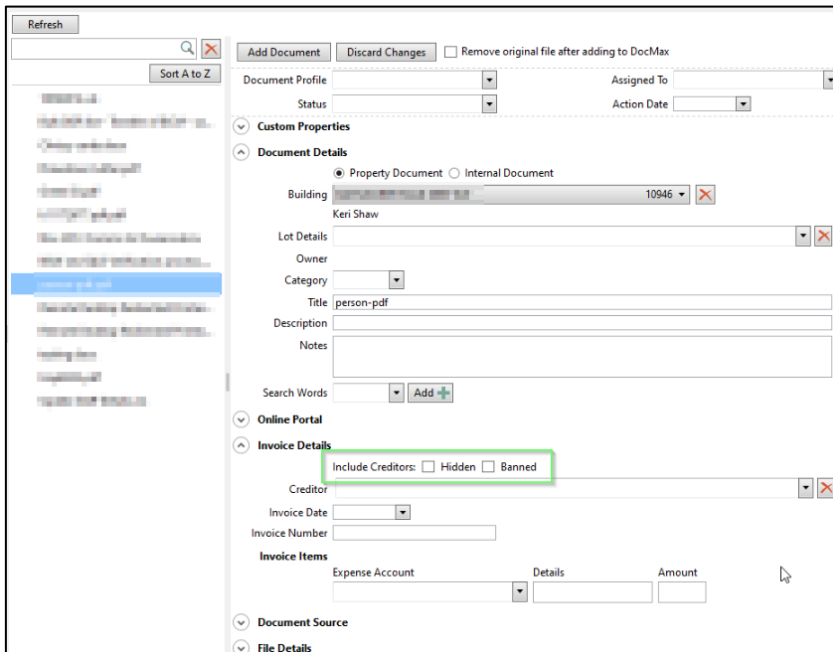 Refresh
Add Document Discard Changes Remove original file after adding to DocMax
Sort A to Z
Document Profile Assigned To
Status Action Date
Custom Properties
Document Details
Property Document Internal Document
Building 10946
Keri Shaw
Lot Details
Owner
Category
Title person-pdf
Description
Notes
Search Words Add
Online Portal
Invoice Details
Include Creditors: Hidden Banned
Creditor
Invoice Date
Invoice Number
Invoice Items
Expense Account Details Amount
Document Source
File Details